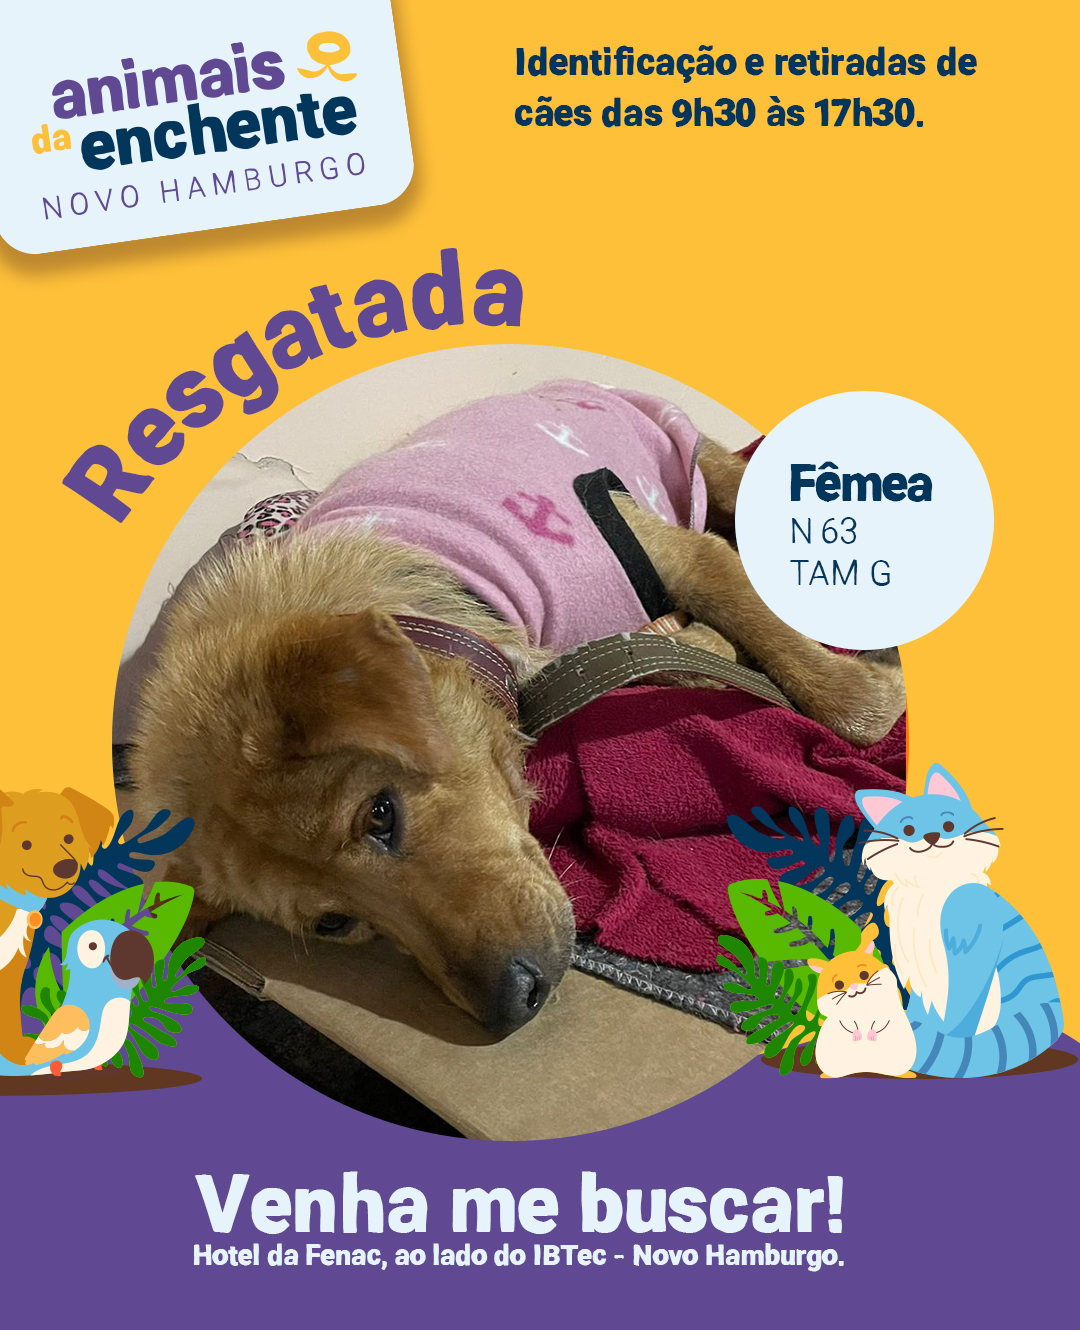 animais
da enchente
NOVO HAMBURGO
Identificação e retiradas de
cães das 9h30 às 17h30.
Resgatada
Fêmea
N 63
TAM G
Venha me buscar!
Hotel da Fenac, ao lado do IBTec - Novo Hamburgo.